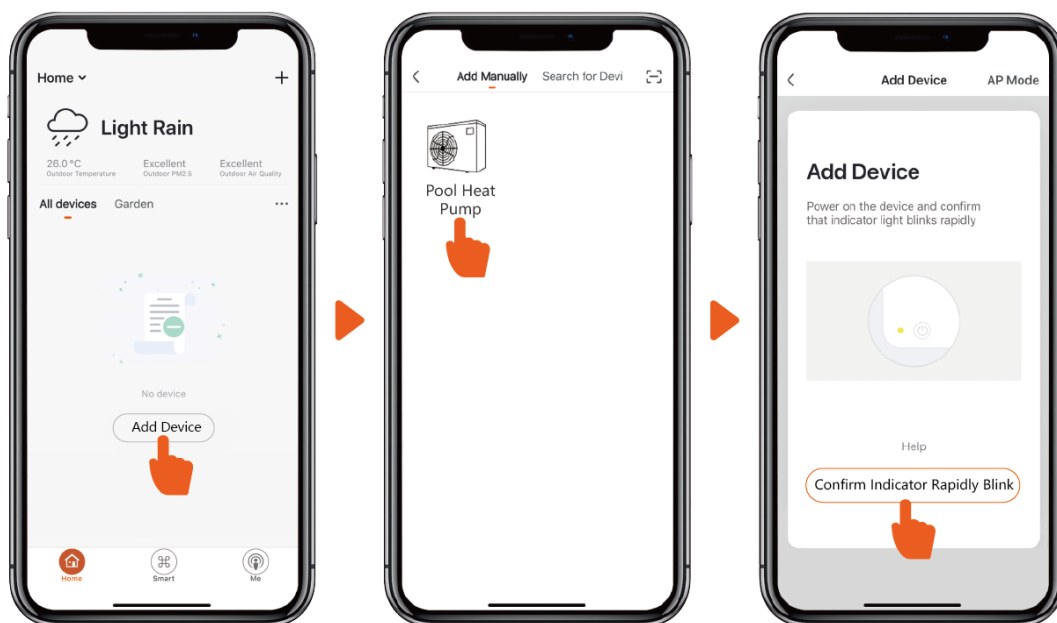 Home
Light Rain
26.0 °C
Excellent
Excellent
Outdoor Temperature
Outdoor PM2.5
Outdoor Air Quality
All devices
Garden
No device
Add Device
Home
Smart
Me
Add Manually
Search for Devi
Pool Heat
Pump
Add Device
AP Mode
Add Device
Power on the device and confirm
that indicator light blinks rapidly
Help
Confirm Indicator Rapidly Blink